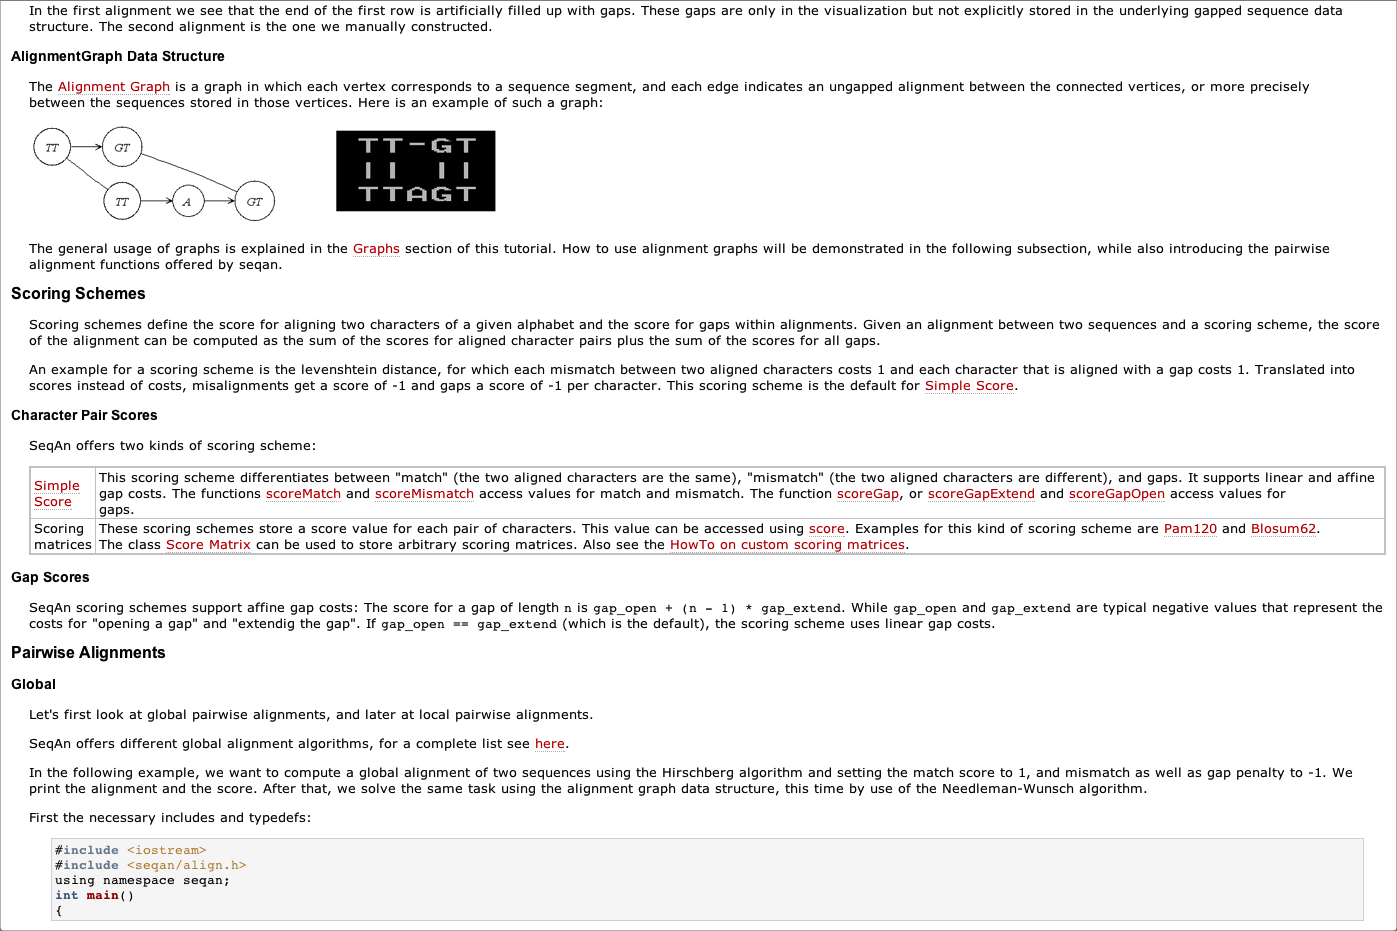 In the first alignment we see that the end of the first row is artificially filled up with gaps. These gaps are only in the visualization but not explicitly stored in the underlying gapped sequence data
structure. The second alignment is the one we manually constructed.
AlignmentGraph Data Structure
The Alignment Graph is a graph in which each vertex corresponds to a sequence segment, and each edge indicates an ungapped alignment between the connected vertices, or more precisely
between the sequences stored in those vertices. Here is an example of such a graph:
TT GT
TT A GT
TT-GT
|| ||
TTAGT
The general usage of graphs is explained in the Graphs section of this tutorial. How to use alignment graphs will be demonstrated in the following subsection, while also introducing the pairwise
alignment functions offered by seqan.
Scoring Schemes
Scoring schemes define the score for aligning two characters of a given alphabet and the score for gaps within alignments. Given an alignment between two sequences and a scoring scheme, the score
of the alignment can be computed as the sum of the scores for aligned character pairs plus the sum of the scores for all gaps.
An example for a scoring scheme is the levenshtein distance, for which each mismatch between two aligned characters costs 1 and each character that is aligned with a gap costs 1. Translated into
scores instead of costs, misalignments get a score of -1 and gaps a score of -1 per character. This scoring scheme is the default for Simple Score.
Character Pair Scores
SeqAn offers two kinds of scoring scheme:
Simple
Score
This scoring scheme differentiates between "match" (the two aligned characters are the same), "mismatch" (the two aligned characters are different), and gaps. It supports linear and affine
gap costs. The functions scoreMatch and scoreMismatch access values for match and mismatch. The function scoreGap, or scoreGapExtend and scoreGapOpen access values for
gaps.
Scoring
matrices
These scoring schemes store a score value for each pair of characters. This value can be accessed using score. Examples for this kind of scoring scheme are Pam120 and Blosum62.
The class Score Matrix can be used to store arbitrary scoring matrices. Also see the HowTo on custom scoring matrices.
Gap Scores
SeqAn scoring schemes support affine gap costs: The score for a gap of length n is gap_open + (n - 1) * gap_extend. While gap_open and gap_extend are typical negative values that represent the
costs for "opening a gap" and "extendig the gap". If gap_open == gap_extend (which is the default), the scoring scheme uses linear gap costs.
Pairwise Alignments
Global
Let's first look at global pairwise alignments, and later at local pairwise alignments.
SeqAn offers different global alignment algorithms, for a complete list see here.
In the following example, we want to compute a global alignment of two sequences using the Hirschberg algorithm and setting the match score to 1, and mismatch as well as gap penalty to -1. We
print the alignment and the score. After that, we solve the same task using the alignment graph data structure, this time by use of the Needleman-Wunsch algorithm.
First the necessary includes and typedefs:
#include <iostream>
#include <seqan/align.h>
using namespace seqan;
int main()
{